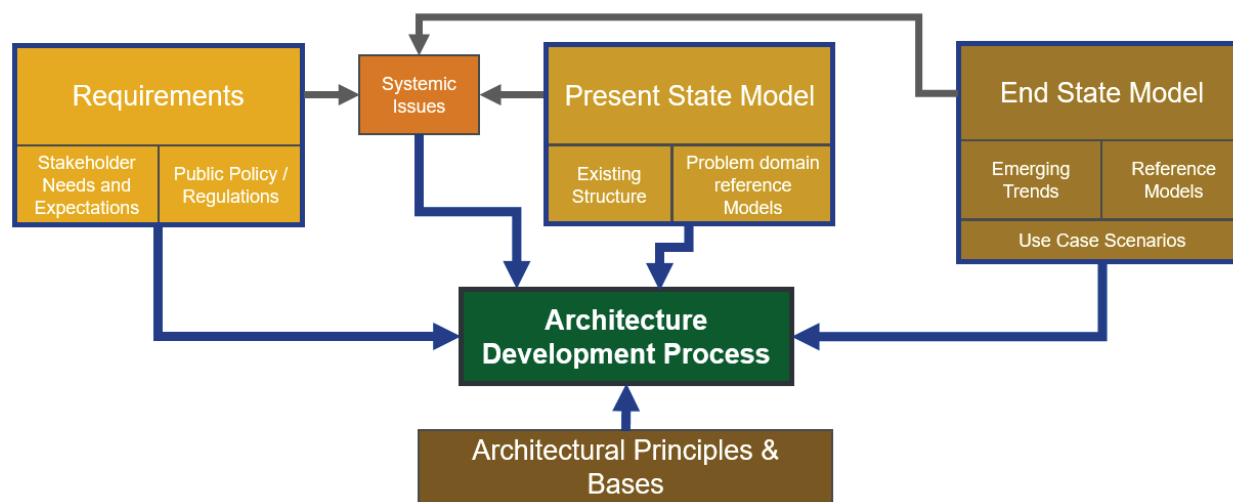 Requirements
Stakeholder
Needs and
Expectations
Public Policy /
Regulations
Systemic
Issues
Present State Model
Existing
Structure
Problem domain
reference
Models
End State Model
Emerging
Trends
Reference
Models
Use Case Scenarios
Architecture
Development Process
Architectural Principles &
Bases